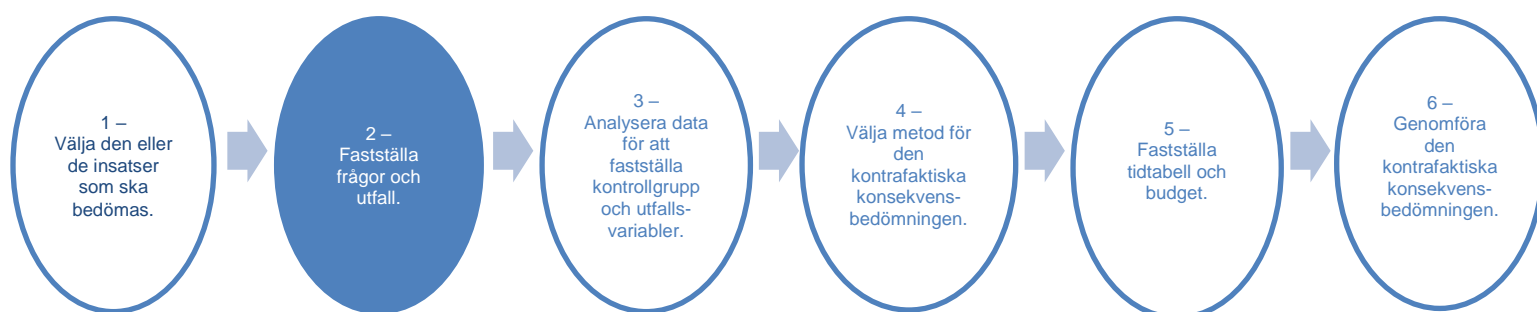 1 –
Välja den eller
de insatser
som ska
bedömas.
2 –
Fastställa
frågor och
utfall.
3 –
Analysera data
för att
fastställa
kontrollgrupp
och utfalls-
variabler.
4 –
Välja metod för
den
kontrafaktiska
konsekvens-
bedömningen.
5 –
Fastställa
tidtabell och
budget.
6 –
Genomföra
den
kontrafaktiska
konsekvens-
bedömningen.